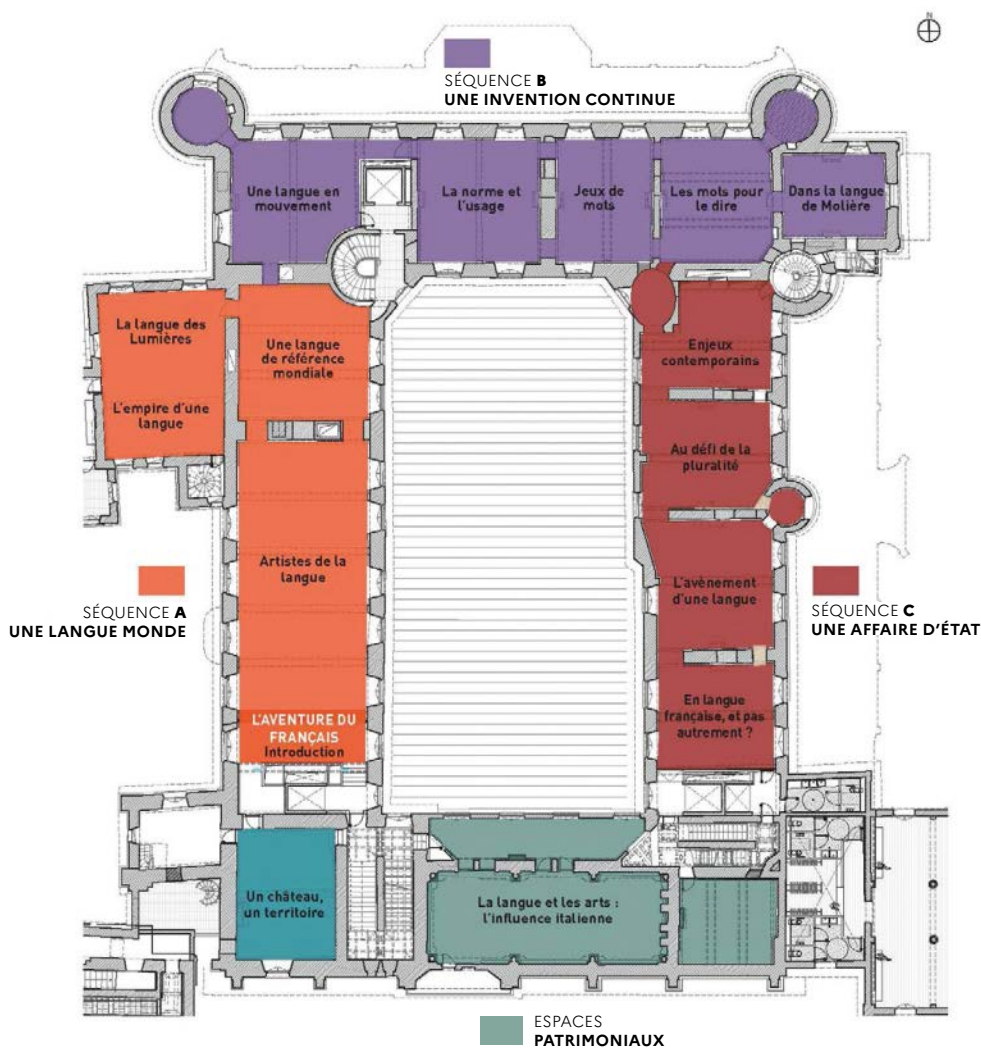 N
SÉQUENCE B
UNE INVENTION CONTINUE
Une langue en
mouvement
La norme et
l'usage
Jeux de
mots
Les mots pour
le dire
Dans la langue
de Molière
La langue des
Lumières
L'empire d'une
langue
Une langue
de référence
mondiale
Enjeux
contemporains
Au défi de la
pluralité
Artistes de la
langue
L'avènement
d'une langue
SÉQUENCE A
UNE LANGUE MONDE
SÉQUENCE C
UNE AFFAIRE D'ÉTAT
L'AVENTURE DU
FRANÇAIS
Introduction
En langue
française, et pas
autrement ?
Un château,
un territoire
La langue et les arts :
l'influence italienne
ESPACES
PATRIMONIAUX